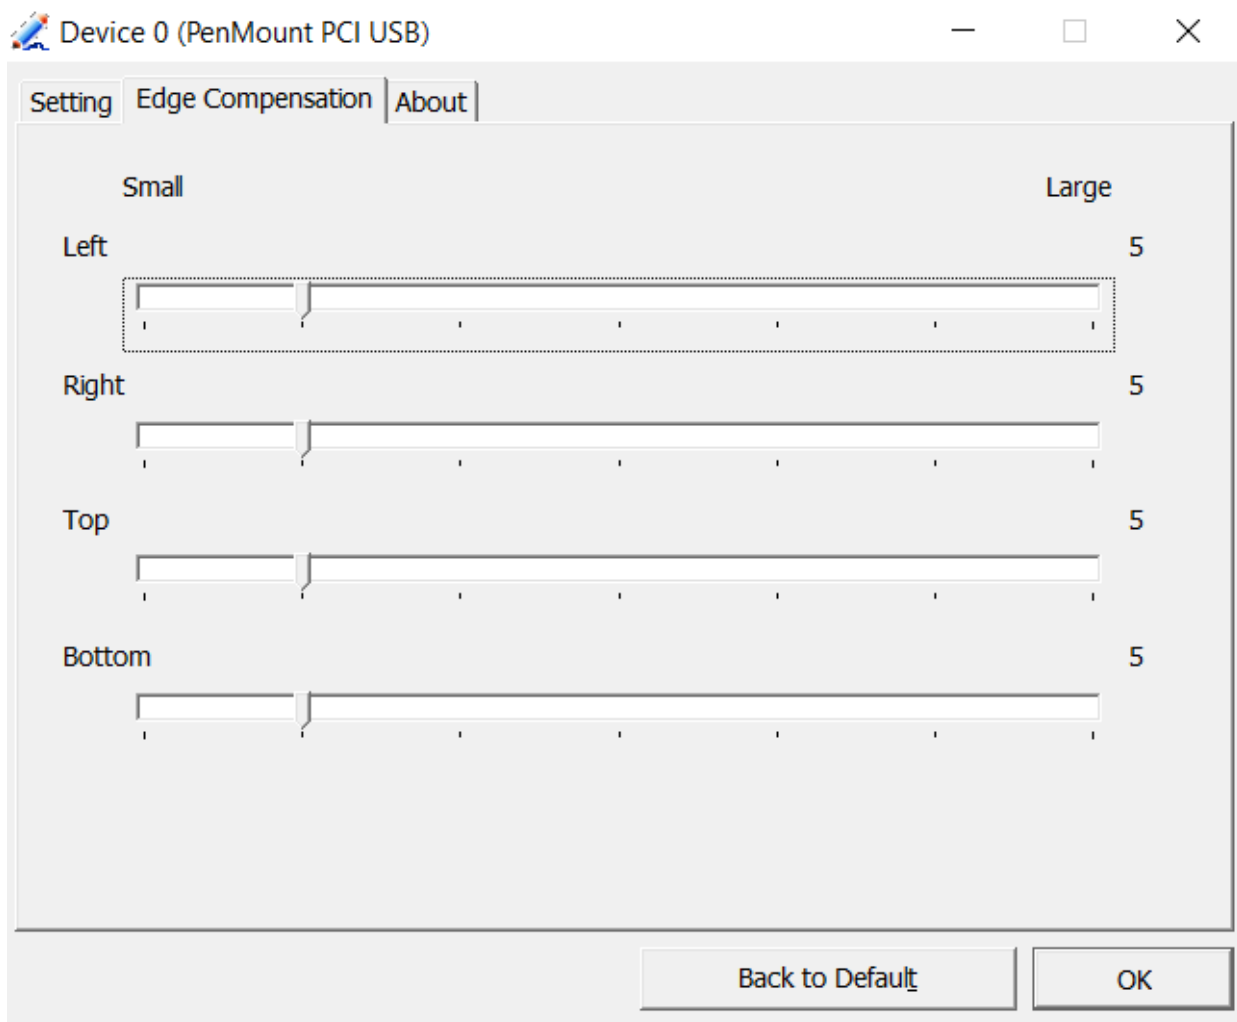 Device 0 (PenMount PCI USB)
Setting Edge Compensation About
Small Large
Left 5
Right 5
Top 5
Bottom 5
Back to Default OK